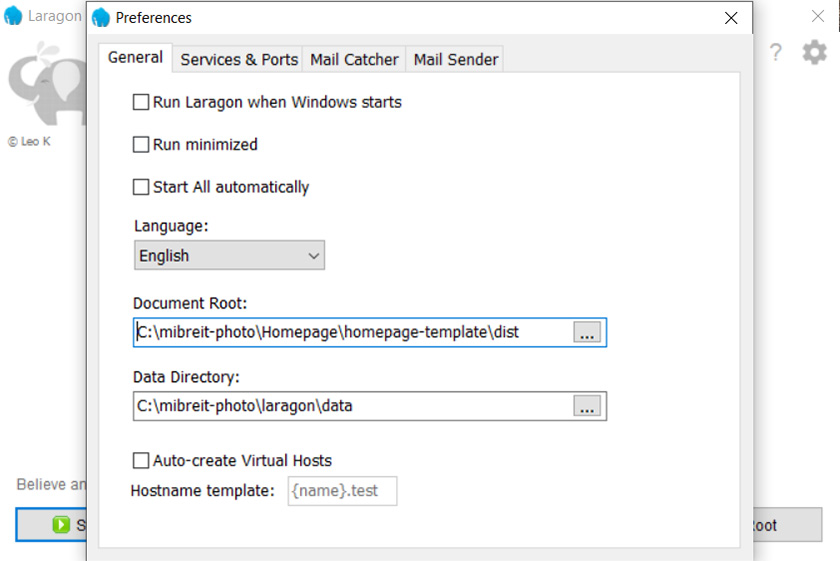 Laragon
Preferences
General
Services & Ports
Mail Catcher
Mail Sender
?
© Leo K
Run Laragon when Windows starts
Run minimized
Start All automatically
Language:
English
Document Root:
C:\mibreit-photo\Homepage\homepage-template\dist
...
Data Directory:
C:\mibreit-photo\laragon\data
...
Auto-create Virtual Hosts
Hostname template:
{name}.test
Believe an
S
oot